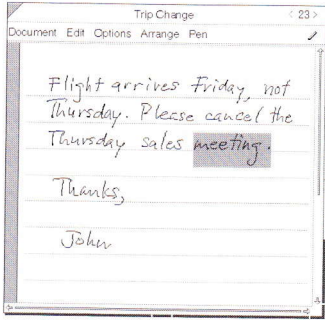 Trip Change
< 23 >
Document Edit Options Arrange Pen
Flight arrives Friday, not
Thursday. Please cancel the
Thursday sales meeting.
Thanks,
John